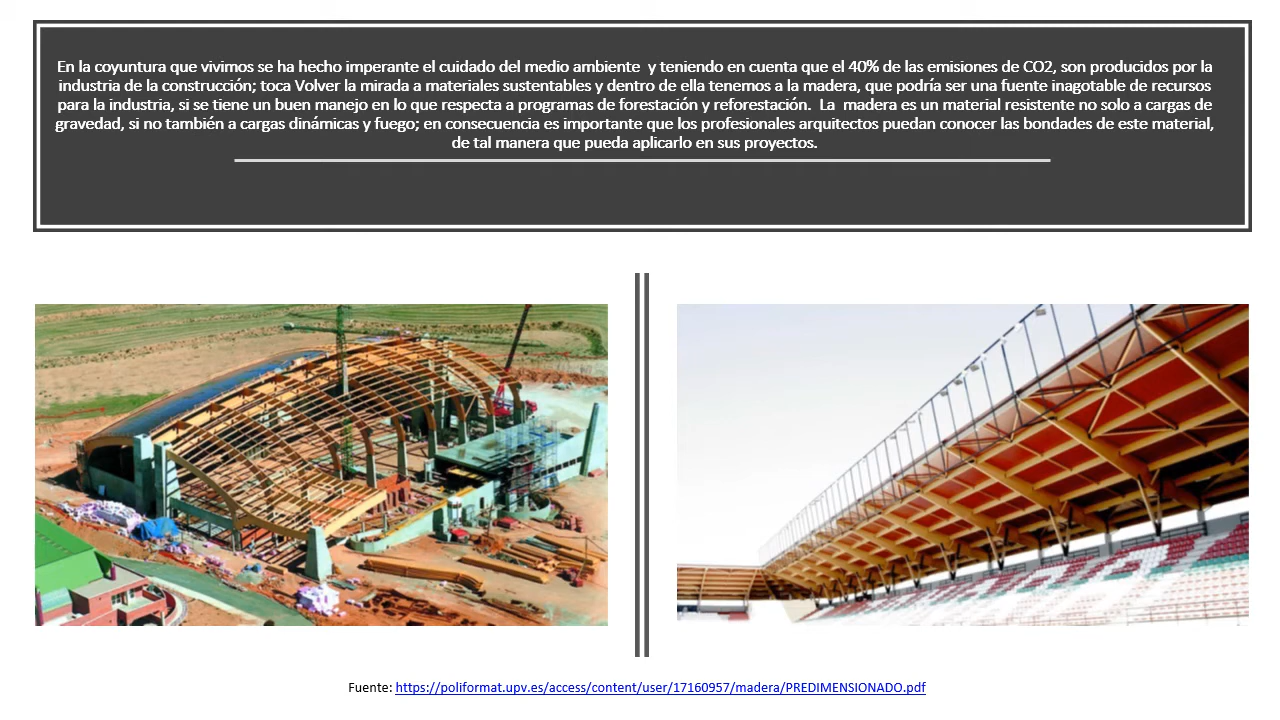 En la coyuntura que vivimos se ha hecho imperante el cuidado del medio ambiente  y teniendo en cuenta que el 40% de las emisiones de CO2, son producidos por la
industria de la construcción; toca Volver la mirada a materiales sustentables y dentro de ella tenemos a la madera, que podría ser una fuente inagotable de recursos
para la industria, si se tiene un buen manejo en lo que respecta a programas de forestación y reforestación.  La  madera es un material resistente no solo a cargas de
gravedad, si no también a cargas dinámicas y fuego; en consecuencia es importante que los profesionales arquitectos puedan conocer las bondades de este material,
de tal manera que pueda aplicarlo en sus proyectos.
Fuente: https://poliformat.upv.es/access/content/user/17160957/madera/PREDIMENSIONADO.pdf